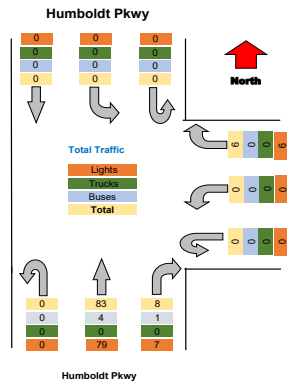 Humboldt Pkwy
0 0 0
0 0 0
0 0 0
0 0 0
North
Total Traffic
Lights
Trucks
Buses
Total
0 0
0 0 0 0
0 0 0 0
0 83 8
0 4 1
0 0 0
0 79 7
Humboldt Pkwy